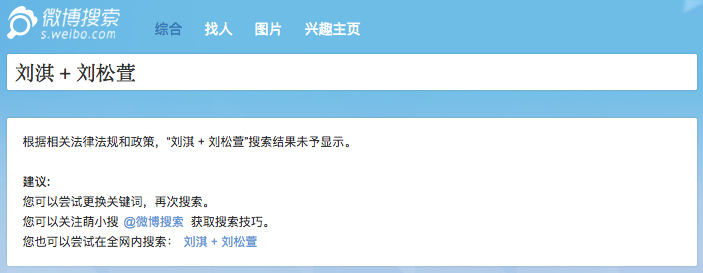 微博搜索
s.weibo.com
综合 找人 图片 兴趣主页
刘淇 + 刘松萱
根据相关法律法规和政策，“刘淇 + 刘松萱”搜索结果未予显示。
建议:
您可以尝试更换关键词，再次搜索。
您可以关注萌小搜 @微博搜索 获取搜索技巧。
您也可以尝试在全网内搜索： 刘淇 + 刘松萱